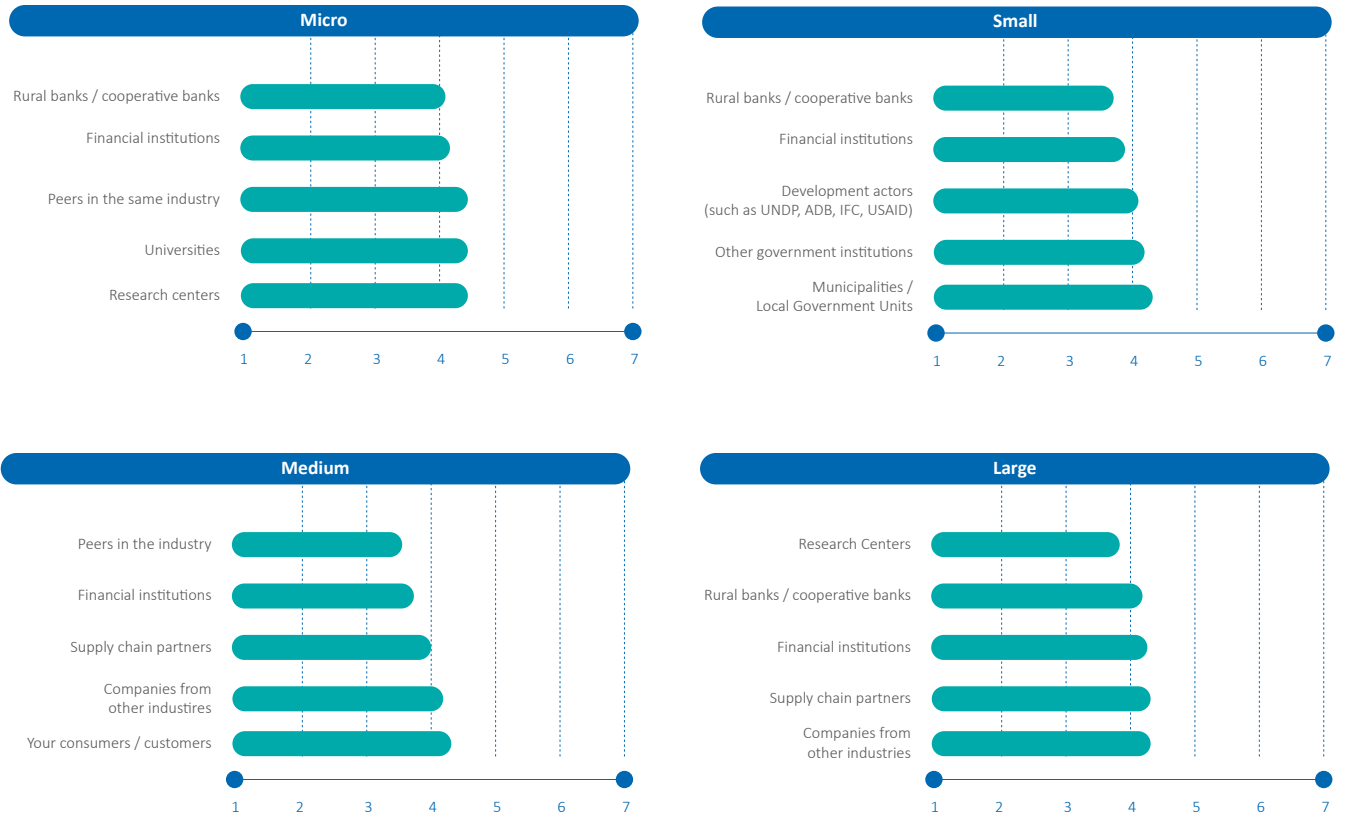 Micro
Rural banks / cooperative banks
Financial institutions
Peers in the same industry
Universities
Research centers
1 2 3 4 5 6 7
Small
Rural banks / cooperative banks
Financial institutions
Development actors
(such as UNDP, ADB, IFC, USAID)
Other government institutions
Municipalities /
Local Government Units
1 2 3 4 5 6 7
Medium
Peers in the industry
Financial institutions
Supply chain partners
Companies from
other industires
Your consumers / customers
1 2 3 4 5 6 7
Large
Research Centers
Rural banks / cooperative banks
Financial institutions
Supply chain partners
Companies from
other industries
1 2 3 4 5 6 7